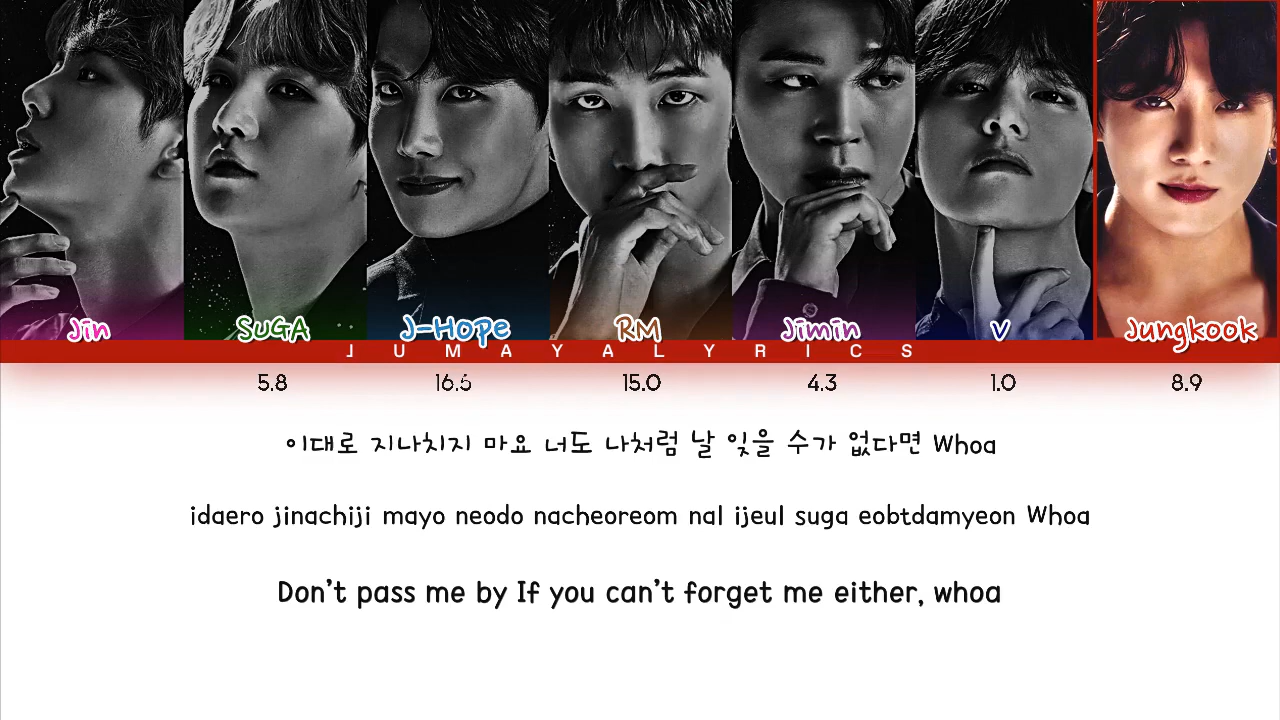 Jin SUGA J-Hope RM Jimin V Jungkook
JUMAYALYRICS
5.8 16.6 15.0 4.3 1.0 8.9
이대로 지나치지 마요 너도 나처럼 날 잊을 수가 없다면 Whoa
idaero jinachiji mayo neodo nacheoreom nal ijeul suga eobtdamyeon Whoa
Don't pass me by If you can't forget me either, whoa